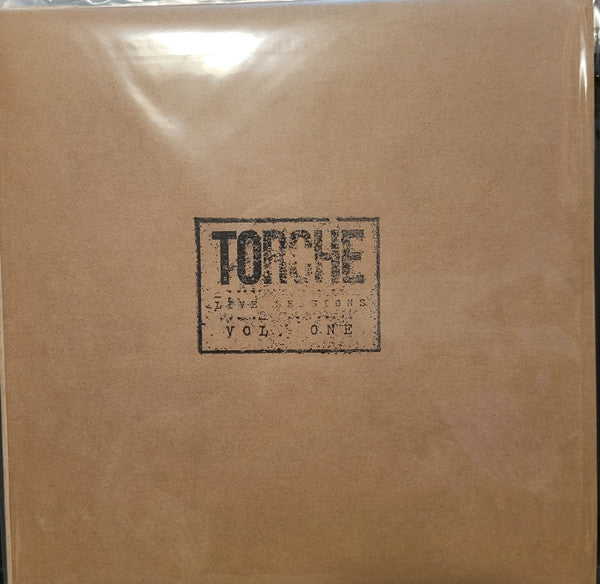 TORCHE
LIVE SESSIONS
VOL. ONE